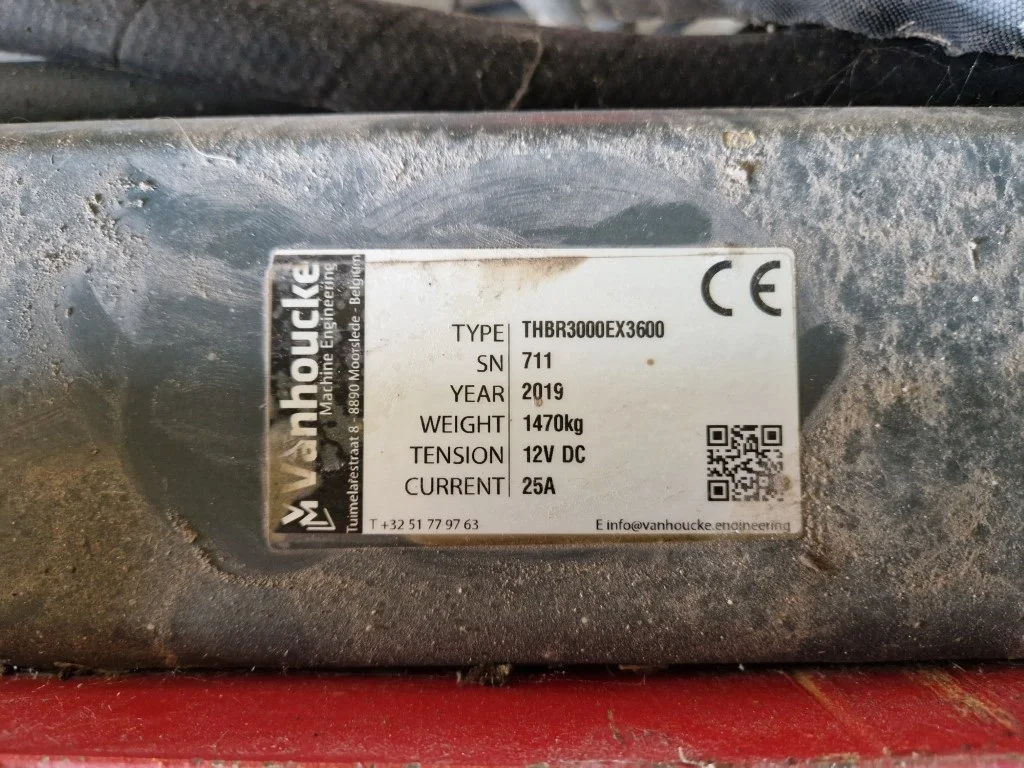 Vanhoucke
Machine Engineering
Tuimelarestraat 8 - 8890 Moorslede - Belgium
CE
TYPE THBR3000EX3600
SN 711
YEAR 2019
WEIGHT 1470kg
TENSION 12V DC
CURRENT 25A
T +32 51 77 97 63
E info@vanhoucke.engineering